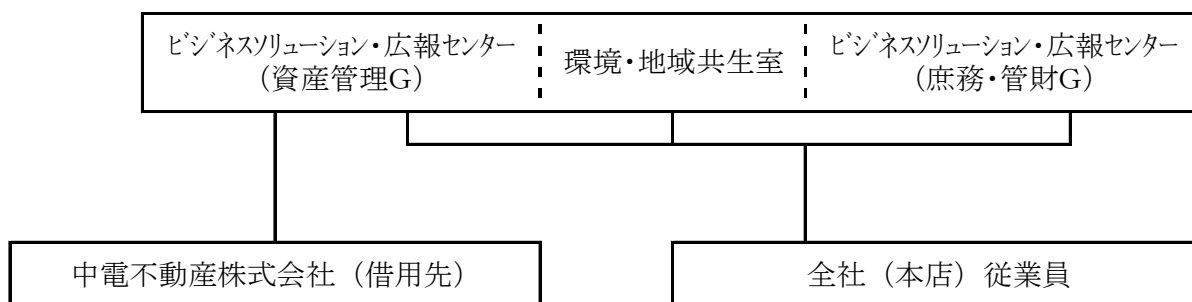 ﾋﾞｼﾞﾈｽｿﾘｭｰｼｮﾝ・広報センター
（資産管理G）
環境・地域共生室
ﾋﾞｼﾞﾈｽｿﾘｭｰｼｮﾝ・広報センター
（庶務・管財G）
中電不動産株式会社（借用先）
全社（本店）従業員